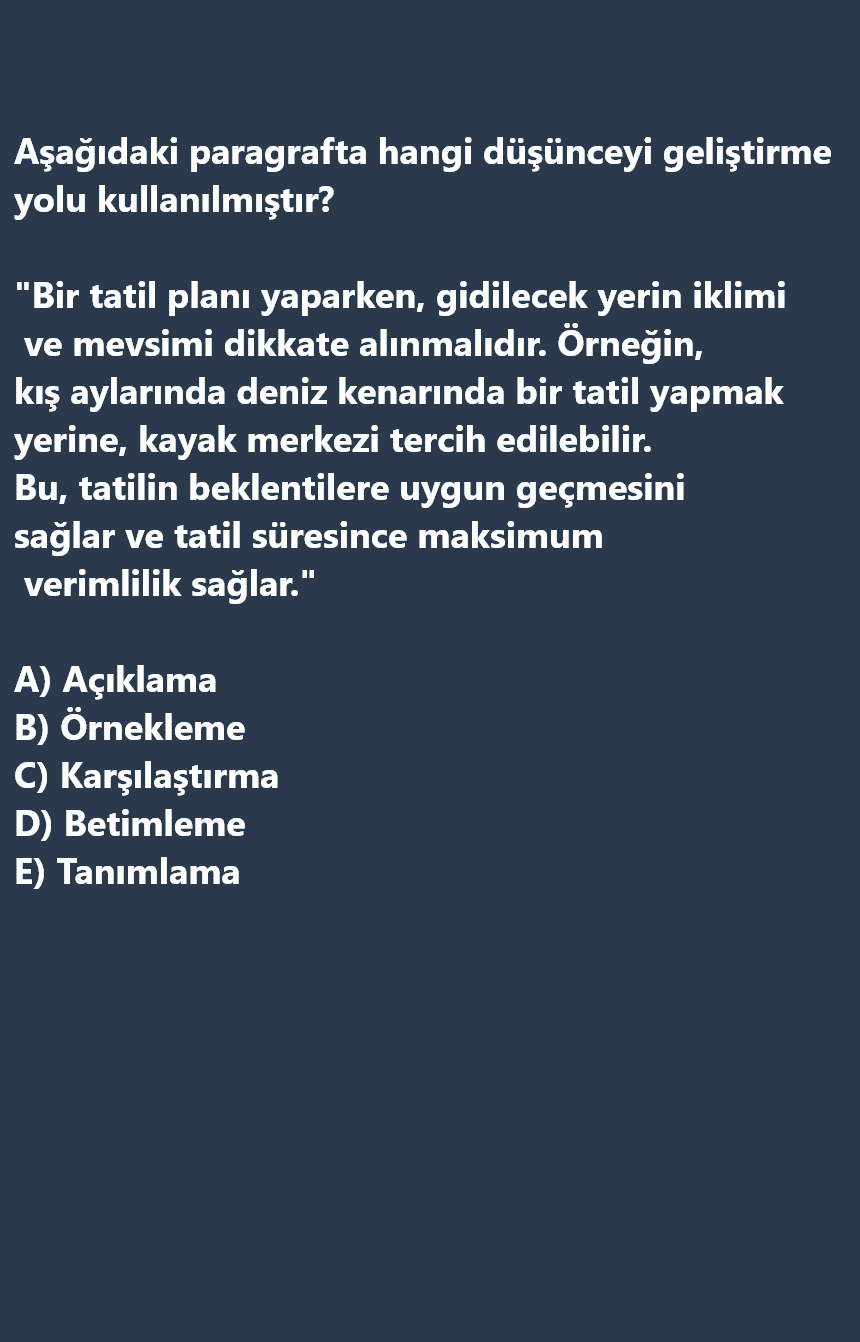 Aşağıdaki paragrafta hangi düşünceyi geliştirme
yolu kullanılmıştır?
"Bir tatil planı yaparken, gidilecek yerin iklimi
ve mevsimi dikkate alınmalıdır. Örneğin,
kış aylarında deniz kenarında bir tatil yapmak
yerine, kayak merkezi tercih edilebilir.
Bu, tatilin beklentilere uygun geçmesini
sağlar ve tatil süresince maksimum
verimlilik sağlar."
A) Açıklama
B) Örnekleme
C) Karşılaştırma
D) Betimleme
E) Tanımlama